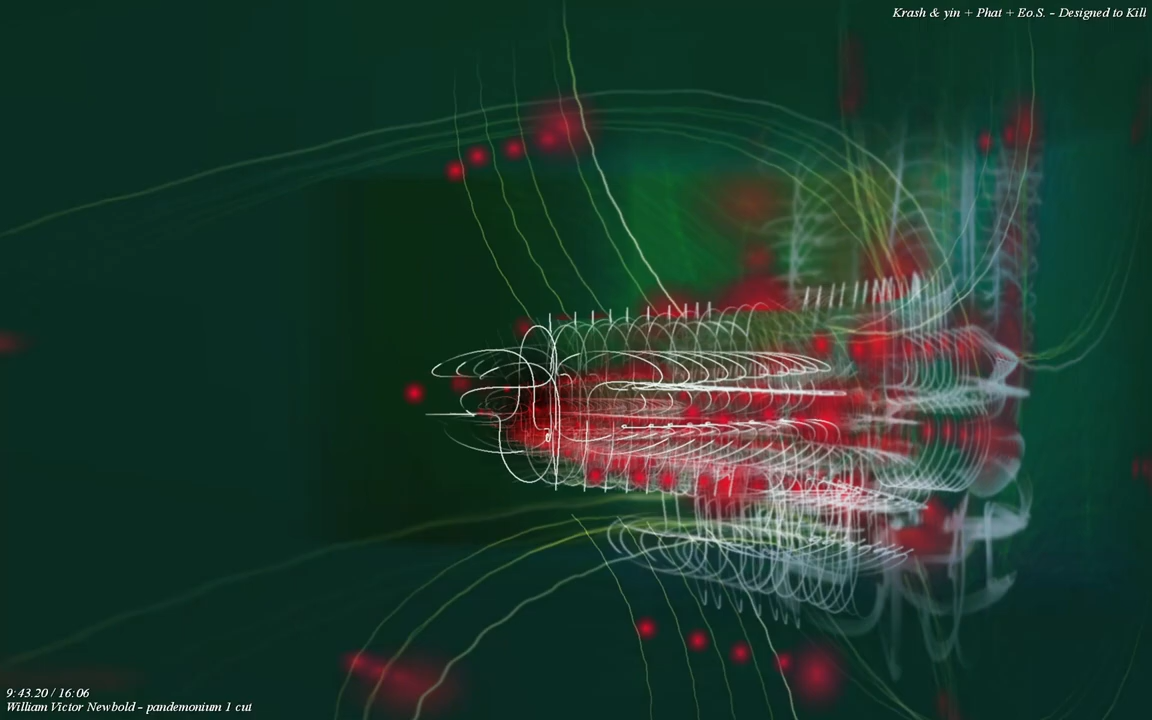 Krash & yin + Phat + Eo.S. - Designed to Kill
9:43.20 / 16:06
William Victor Newbold - pandemonium 1 cut